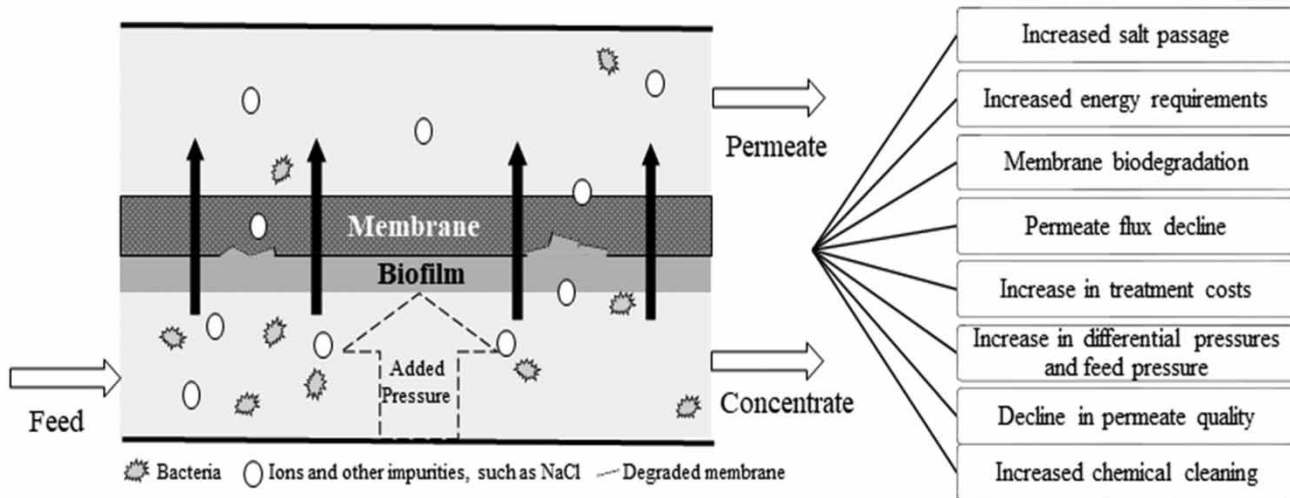 Membrane
Biofilm
Added
Pressure
Feed
Permeate
Concentrate
Bacteria
Ions and other impurities, such as NaCl
Degraded membrane
Increased salt passage
Increased energy requirements
Membrane biodegradation
Permeate flux decline
Increase in treatment costs
Increase in differential pressures
and feed pressure
Decline in permeate quality
Increased chemical cleaning